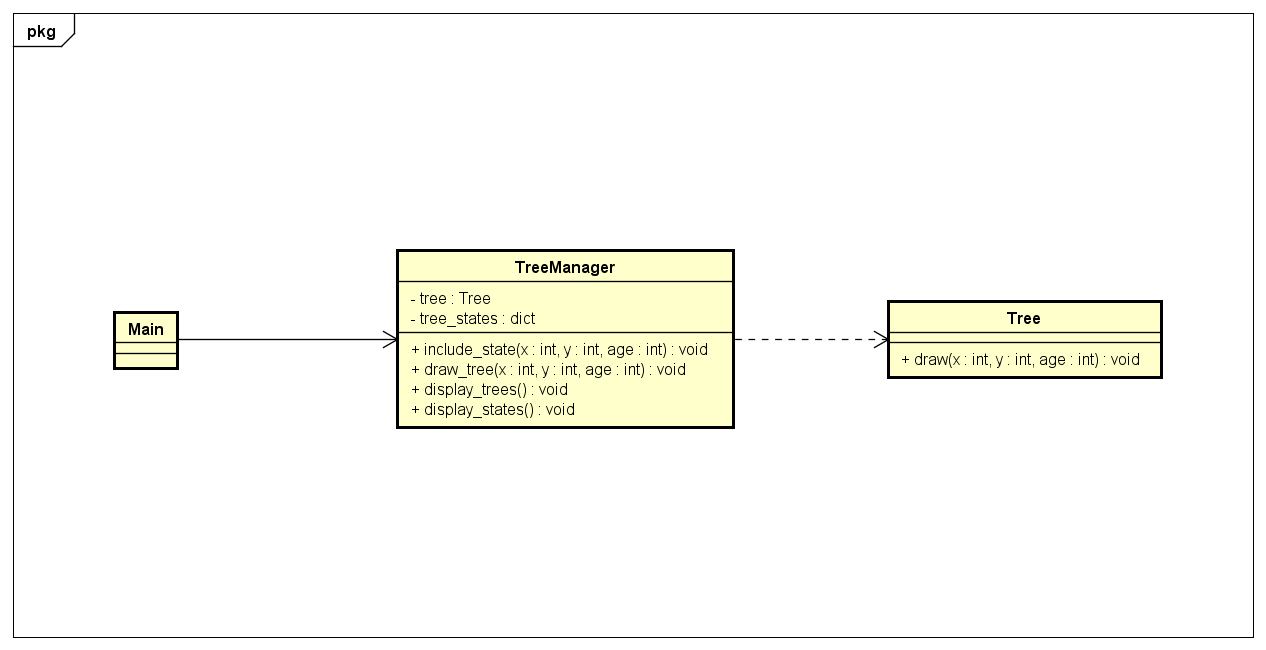 pkg
Main
TreeManager
- tree : Tree
- tree_states : dict
+ include_state(x : int, y : int, age : int) : void
+ draw_tree(x : int, y : int, age : int) : void
+ display_trees() : void
+ display_states() : void
Tree
+ draw(x : int, y : int, age : int) : void